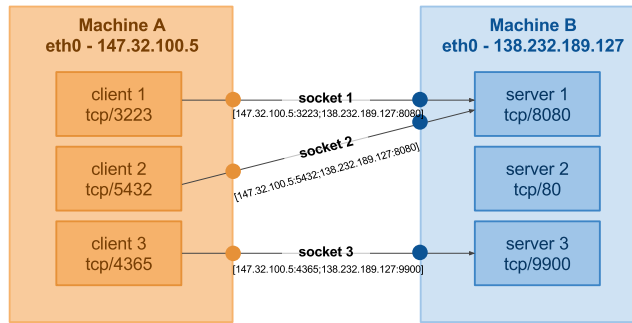 Machine A
eth0 - 147.32.100.5
client 1
tcp/3223
client 2
tcp/5432
client 3
tcp/4365
socket 1
[147.32.100.5:3223;138.232.189.127:8080]
socket 2
[147.32.100.5:5432;138.232.189.127:8080]
socket 3
[147.32.100.5:4365;138.232.189.127:9900]
Machine B
eth0 - 138.232.189.127
server 1
tcp/8080
server 2
tcp/80
server 3
tcp/9900